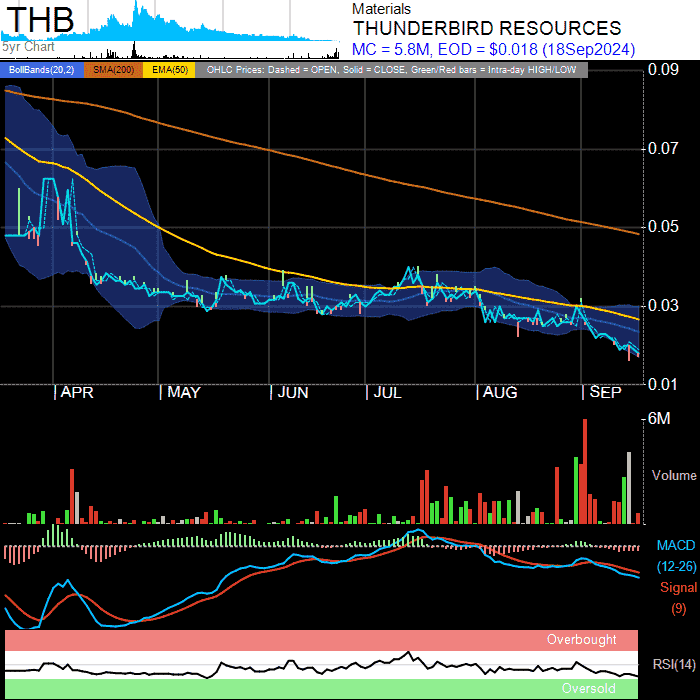 THB
5yr Chart
Materials
THUNDERBIRD RESOURCES
MC = 5.8M, EOD = $0.018 (18Sep2024)
BollBands(20,2) SMA(200) EMA(50) OHLC Prices: Dashed = OPEN, Solid = CLOSE, Green/Red bars = Intra-day HIGH/LOW
0.09
0.07
0.05
0.03
0.01
APR MAY JUN JUL AUG SEP
6M
Volume
MACD
(12-26)
Signal
(9)
Overbought
RSI(14)
Oversold